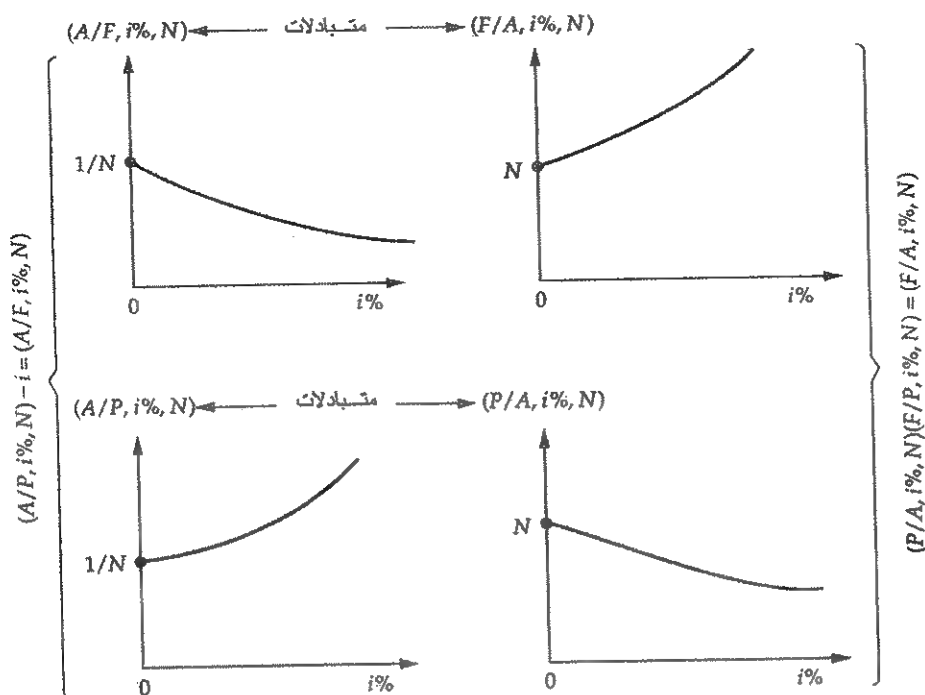 (A/F, i%, N) متبادلات (F/A, i%, N)
1/N
0
i%
N
0
i%
(A/P, i%, N) – i = (A/F, i%, N)
(P/A, i%, N)(F/P, i%, N) = (F/A, i%, N)
(A/P, i%, N) متبادلات (P/A, i%, N)
1/N
0
i%
N
0
i%